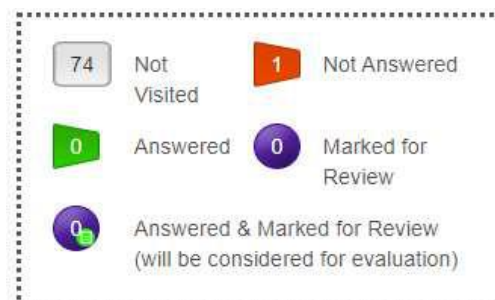 74 Not Visited
1 Not Answered
0 Answered
0 Marked for Review
0 Answered & Marked for Review
(will be considered for evaluation)